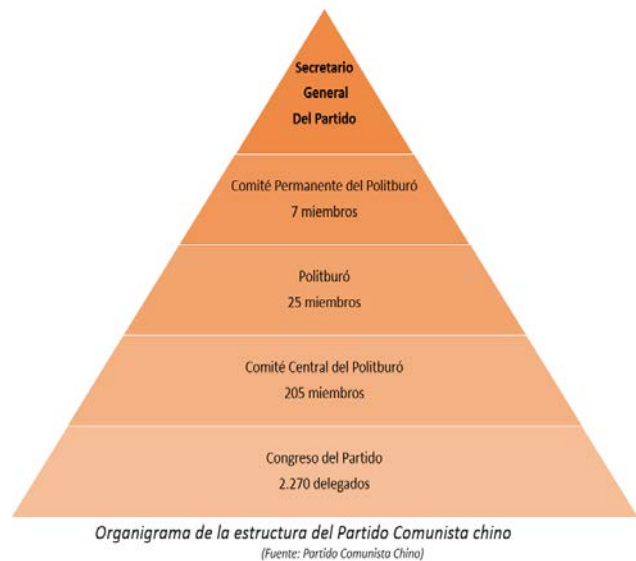 Secretario
General
Del Partido
Comité Permanente del Politburó
7 miembros
Politburó
25 miembros
Comité Central del Politburó
205 miembros
Congreso del Partido
2.270 delegados
Organigrama de la estructura del Partido Comunista chino
(Fuente: Partido Comunista Chino)